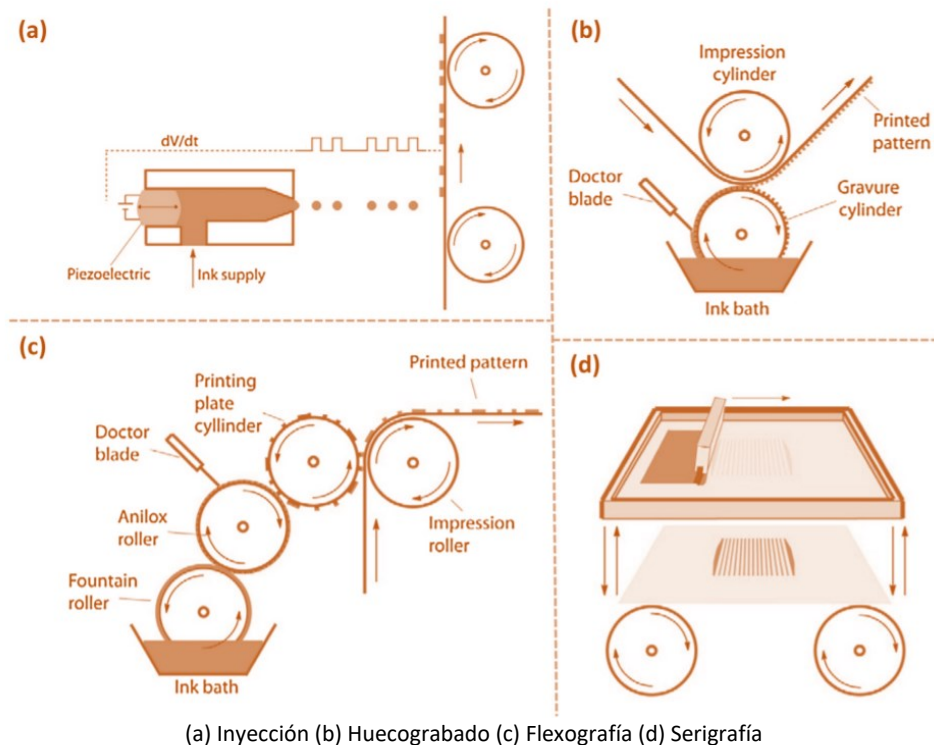 (a)
dV/dt
Piezoelectric
Ink supply
(b)
Impression
cylinder
Printed
pattern
Doctor
blade
Gravure
cylinder
Ink bath
(c)
Printed pattern
Printing
plate
cyllinder
Doctor
blade
Anilox
roller
Impression
roller
Fountain
roller
Ink bath
(d)
(a) Inyección (b) Huecograbado (c) Flexografía (d) Serigrafía